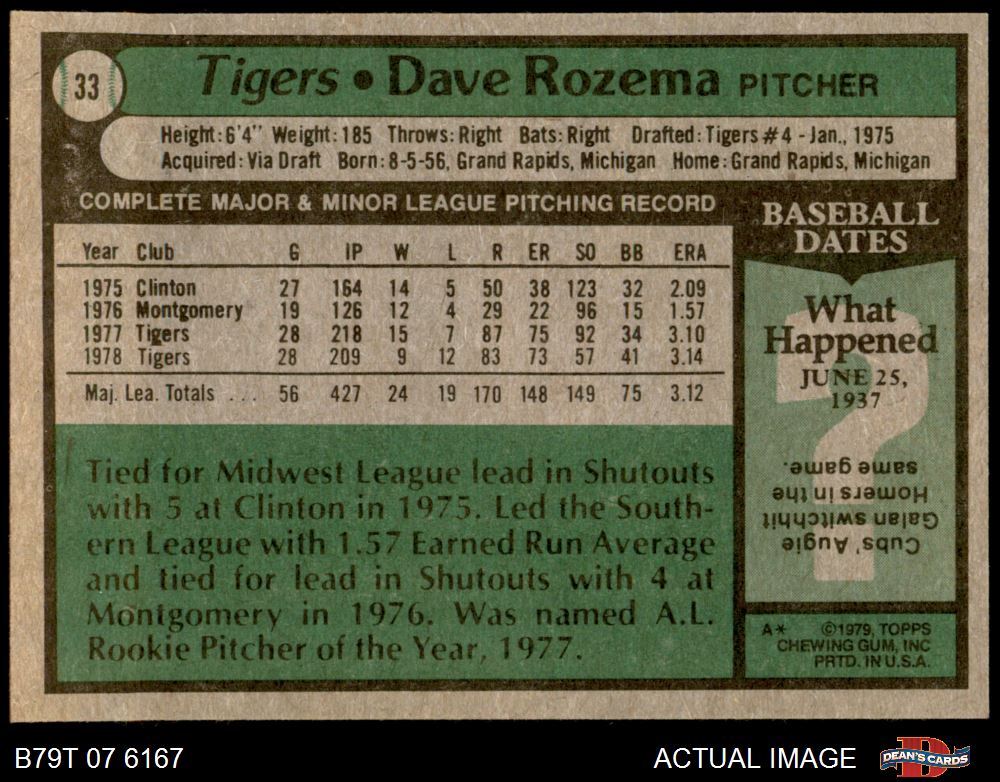 33
Tigers • Dave Rozema PITCHER
Height:6'4" Weight:185 Throws:Right Bats:Right Drafted:Tigers #4 - Jan., 1975
Acquired:Via Draft Born:8-5-56, Grand Rapids, Michigan Home:Grand Rapids, Michigan
COMPLETE MAJOR & MINOR LEAGUE PITCHING RECORD
Year Club G IP W L R ER SO BB ERA
1975 Clinton 27 164 14 5 50 38 123 32 2.09
1976 Montgomery 19 126 12 4 29 22 96 15 1.57
1977 Tigers 28 218 15 7 87 75 92 34 3.10
1978 Tigers 28 209 9 12 83 73 57 41 3.14
Maj. Lea. Totals ... 56 427 24 19 170 148 149 75 3.12
Tied for Midwest League lead in Shutouts
with 5 at Clinton in 1975. Led the South-
ern League with 1.57 Earned Run Average
and tied for lead in Shutouts with 4 at
Montgomery in 1976. Was named A.L.
Rookie Pitcher of the Year, 1977.
BASEBALL
DATES
What
Happened
JUNE 25,
1937
?
Cubs' Augie
Galan switchhit
Homers in the
same game.
A* ©1979, TOPPS
CHEWING GUM, INC
PRTD. IN U.S.A.
B79T 07 6167
ACTUAL IMAGE
D
DEAN'S CARDS